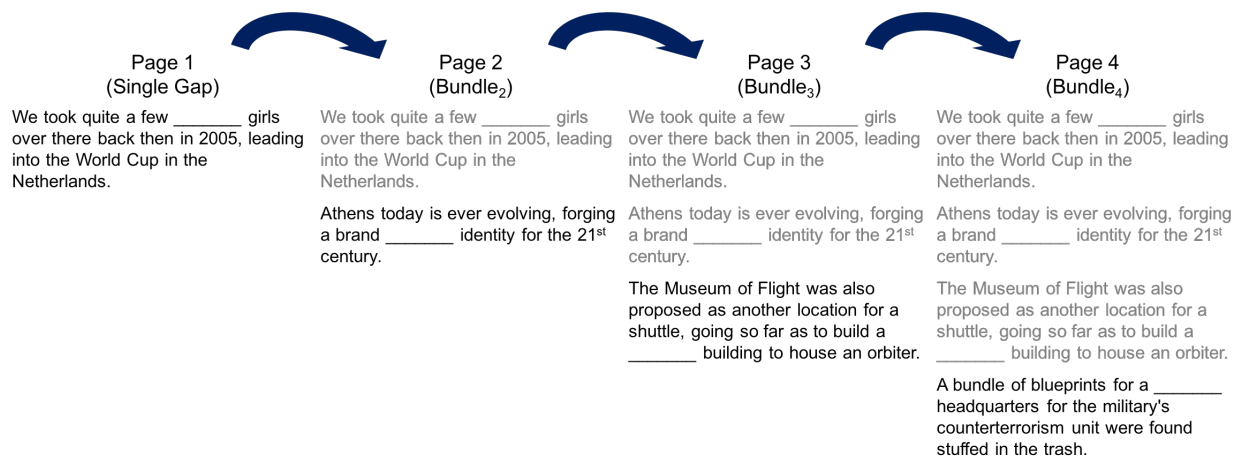 Page 1
(Single Gap)
We took quite a few _______ girls
over there back then in 2005, leading
into the World Cup in the
Netherlands.
Page 2
(Bundle₂)
We took quite a few _______ girls
over there back then in 2005, leading
into the World Cup in the
Netherlands.
Athens today is ever evolving, forging
a brand _______ identity for the 21ˢᵗ
century.
Page 3
(Bundle₃)
We took quite a few _______ girls
over there back then in 2005, leading
into the World Cup in the
Netherlands.
Athens today is ever evolving, forging
a brand _______ identity for the 21ˢᵗ
century.
The Museum of Flight was also
proposed as another location for a
shuttle, going so far as to build a
_______ building to house an orbiter.
Page 4
(Bundle₄)
We took quite a few _______ girls
over there back then in 2005, leading
into the World Cup in the
Netherlands.
Athens today is ever evolving, forging
a brand _______ identity for the 21ˢᵗ
century.
The Museum of Flight was also
proposed as another location for a
shuttle, going so far as to build a
_______ building to house an orbiter.
A bundle of blueprints for a _______
headquarters for the military's
counterterrorism unit were found
stuffed in the trash.